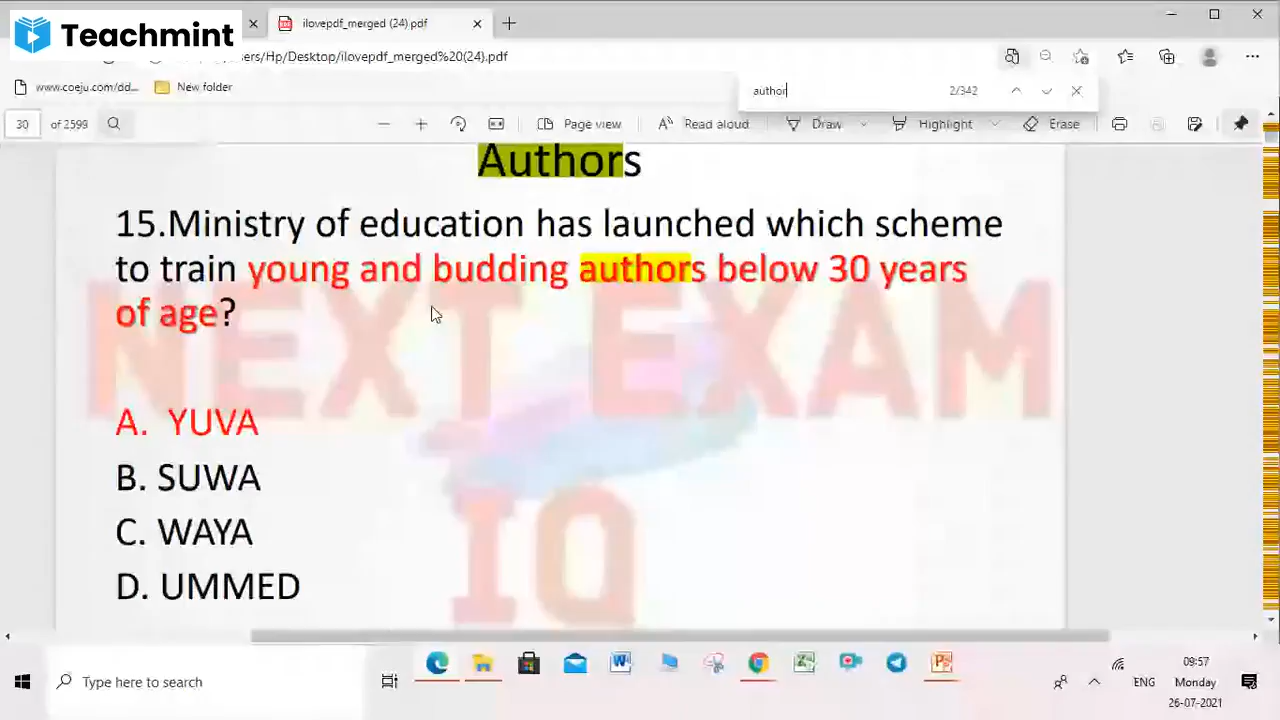 Teachmint
ilovepdf_merged (24).pdf
ers/Hp/Desktop/ilovepdf_merged%20(24).pdf
www.coeju.com/dd...
New folder
author
2/342
30
of 2599
Page view
Read aloud
Draw
Highlight
Erase
Authors
15.Ministry of education has launched which scheme
to train young and budding authors below 30 years
of age?
A. YUVA
B. SUWA
C. WAYA
D. UMMED
NEXT EXAM
IQ
Type here to search
ENG
09:57
Monday
26-07-2021